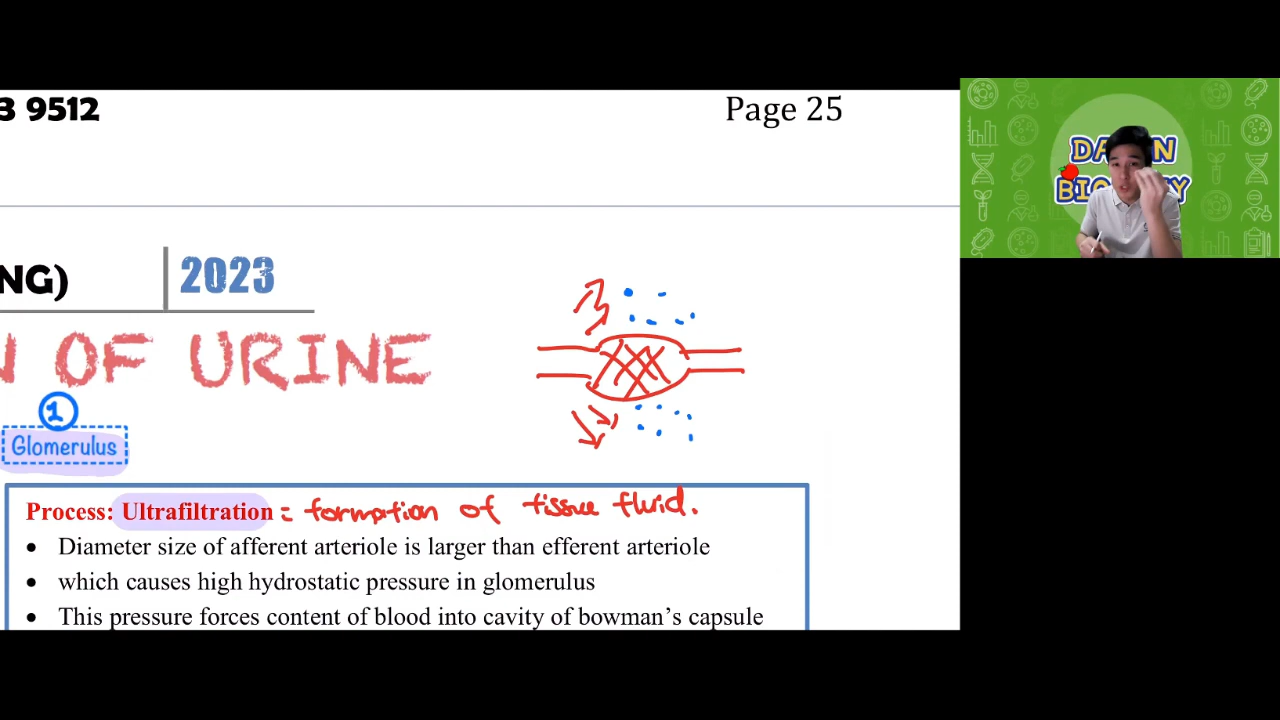 3 9512
Page 25
NG)
2023
N OF URINE
1
Glomerulus
Process: Ultrafiltration = formation of tissue fluid.
• Diameter size of afferent arteriole is larger than efferent arteriole
• which causes high hydrostatic pressure in glomerulus
• This pressure forces content of blood into cavity of bowman's capsule